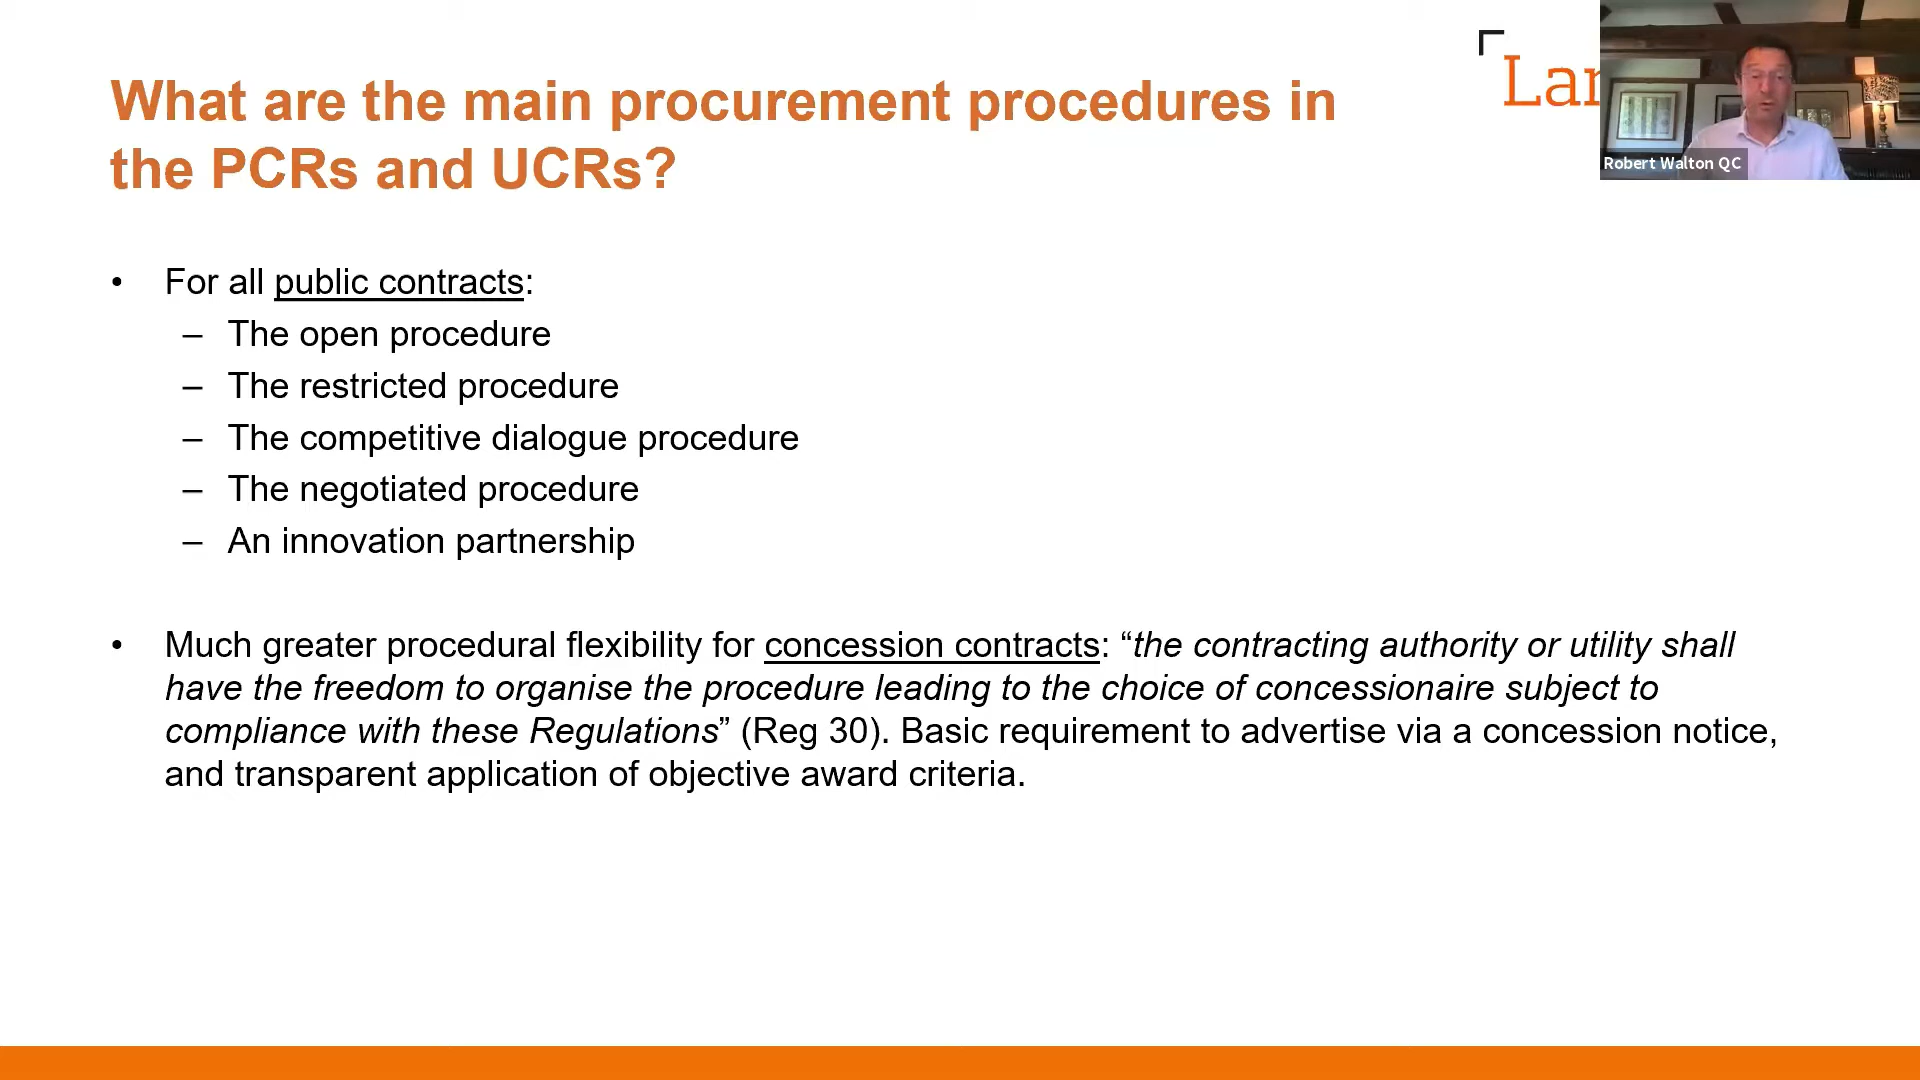 What are the main procurement procedures in
the PCRs and UCRs?
Lan
Robert Walton QC
• For all public contracts:
– The open procedure
– The restricted procedure
– The competitive dialogue procedure
– The negotiated procedure
– An innovation partnership
• Much greater procedural flexibility for concession contracts: “the contracting authority or utility shall
have the freedom to organise the procedure leading to the choice of concessionaire subject to
compliance with these Regulations” (Reg 30). Basic requirement to advertise via a concession notice,
and transparent application of objective award criteria.